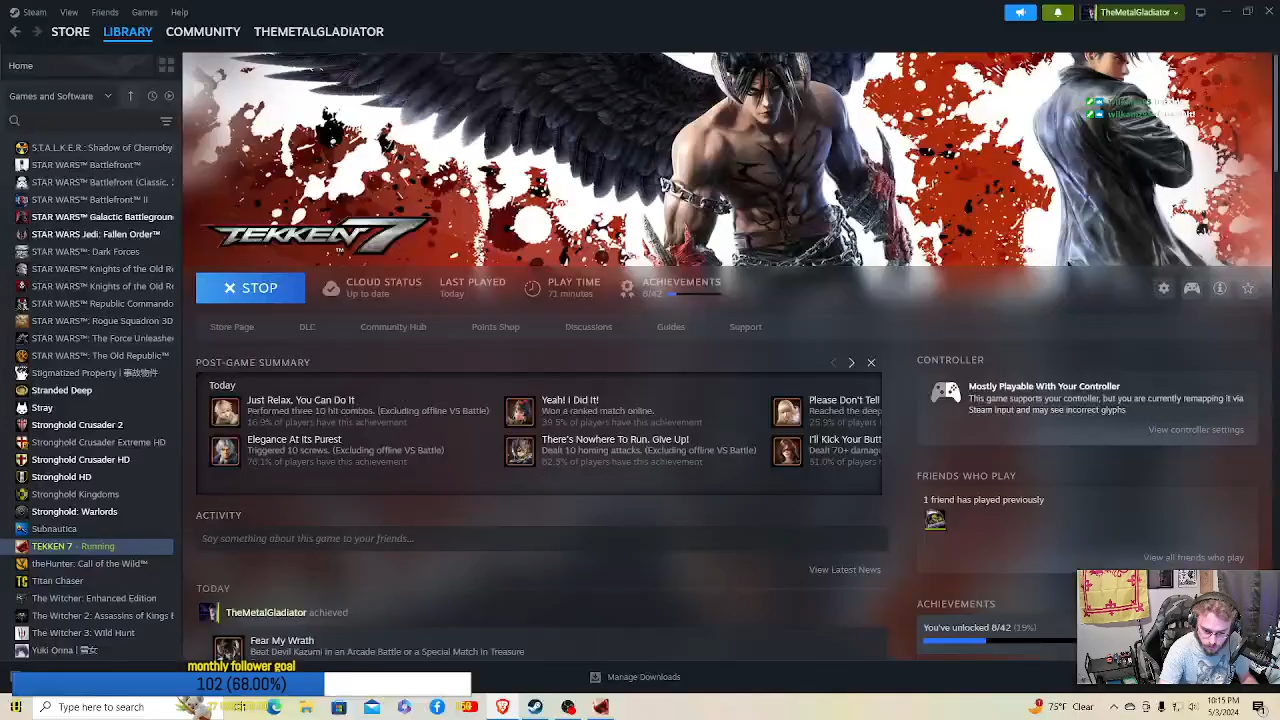 Steam View Friends Games Help
TheMetalGladiator
STORE LIBRARY COMMUNITY THEMETALGLADIATOR
Home
Games and Software
S.T.A.L.K.E.R.: Shadow of Chernoby
STAR WARS™ Battlefront™
STAR WARS™ Battlefront (Classic,
STAR WARS™ Battlefront™ II
STAR WARS™ Galactic Battlegroun
STAR WARS Jedi: Fallen Order™
STAR WARS™: Dark Forces
STAR WARS™ Knights of the Old Re
STAR WARS™ Knights of the Old Re
STAR WARS™ Republic Commando
STAR WARS™: Rogue Squadron 3D
STAR WARS™: The Force Unleashe
STAR WARS™: The Old Republic™
Stigmatized Property | 事故物件
Stranded Deep
Stray
Stronghold Crusader 2
Stronghold Crusader Extreme HD
Stronghold Crusader HD
Stronghold HD
Stronghold Kingdoms
Stronghold: Warlords
Subnautica
TEKKEN 7 - Running
theHunter: Call of the Wild™
Titan Chaser
The Witcher: Enhanced Edition
The Witcher 2: Assassins of Kings E
The Witcher 3: Wild Hunt
Yuki Onna |
TEKKEN 7™
STOP
CLOUD STATUS
Up to date
LAST PLAYED
Today
PLAY TIME
71 minutes
ACHIEVEMENTS
8/42
Store Page DLC Community Hub Points Shop Discussions Guides Support
POST-GAME SUMMARY
Today
Just Relax. You Can Do It
Performed three 10 hit combos. (Excluding offline VS Battle)
16.9% of players have this achievement
Yeah! I Did It!
Won a ranked match online.
39.5% of players have this achievement
Please Don't Tell
Reached the deep
25.9% of players h
Elegance At Its Purest
Triggered 10 screws. (Excluding offline VS Battle)
76.1% of players have this achievement
There's Nowhere To Run. Give Up!
Dealt 10 homing attacks. (Excluding offline VS Battle)
62.5% of players have this achievement
I'll Kick Your Butt
Dealt 70+ damage
51.0% of players h
ACTIVITY
Say something about this game to your friends...
View Latest News
TODAY
TheMetalGladiator achieved
Fear My Wrath
Beat Devil Kazumi in an Arcade Battle or a Special Match In Treasure
CONTROLLER
Mostly Playable With Your Controller
This game supports your controller, but you are currently remapping it via
Steam Input and may see incorrect glyphs
View controller settings
FRIENDS WHO PLAY
1 friend has played previously
View all friends who play
ACHIEVEMENTS
You've unlocked 8/42 (19%)
monthly follower goal
102 (68.00%)
Manage Downloads
Type here to search
75°F Clear
10:15 PM
5/3/2024